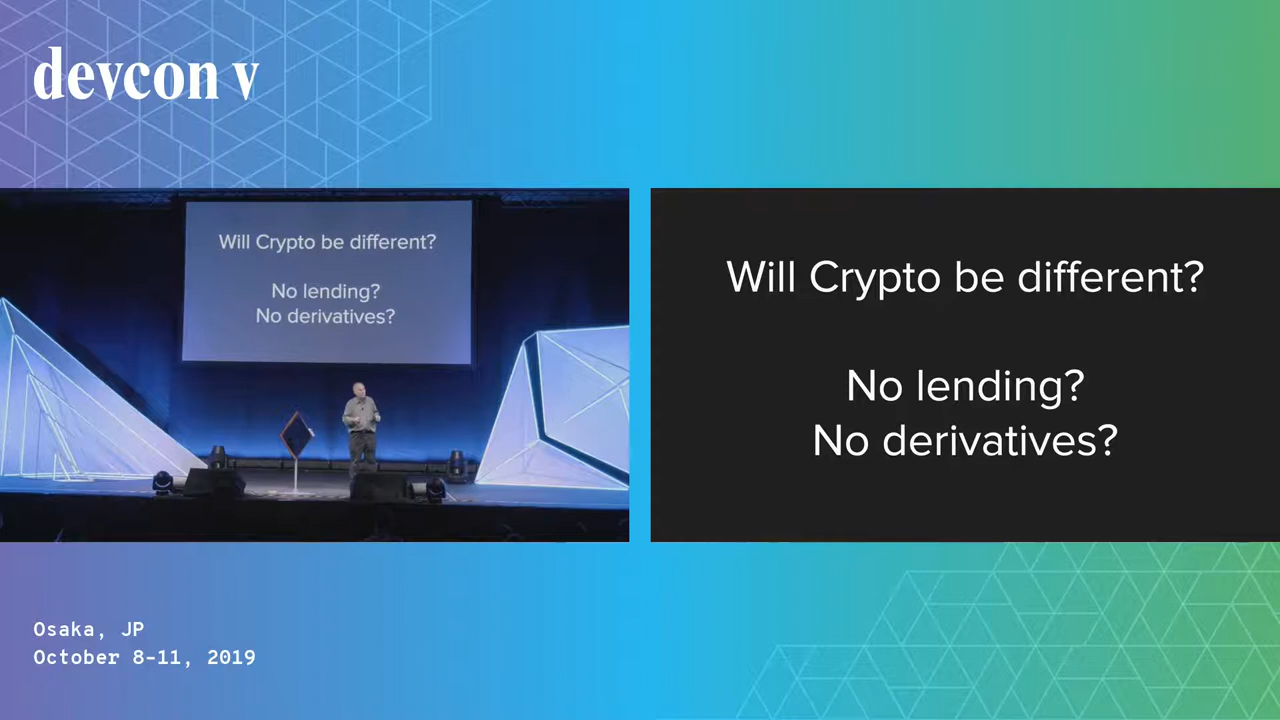 devcon v
Will Crypto be different?
No lending?
No derivatives?
Will Crypto be different?
No lending?
No derivatives?
Osaka, JP
October 8-11, 2019